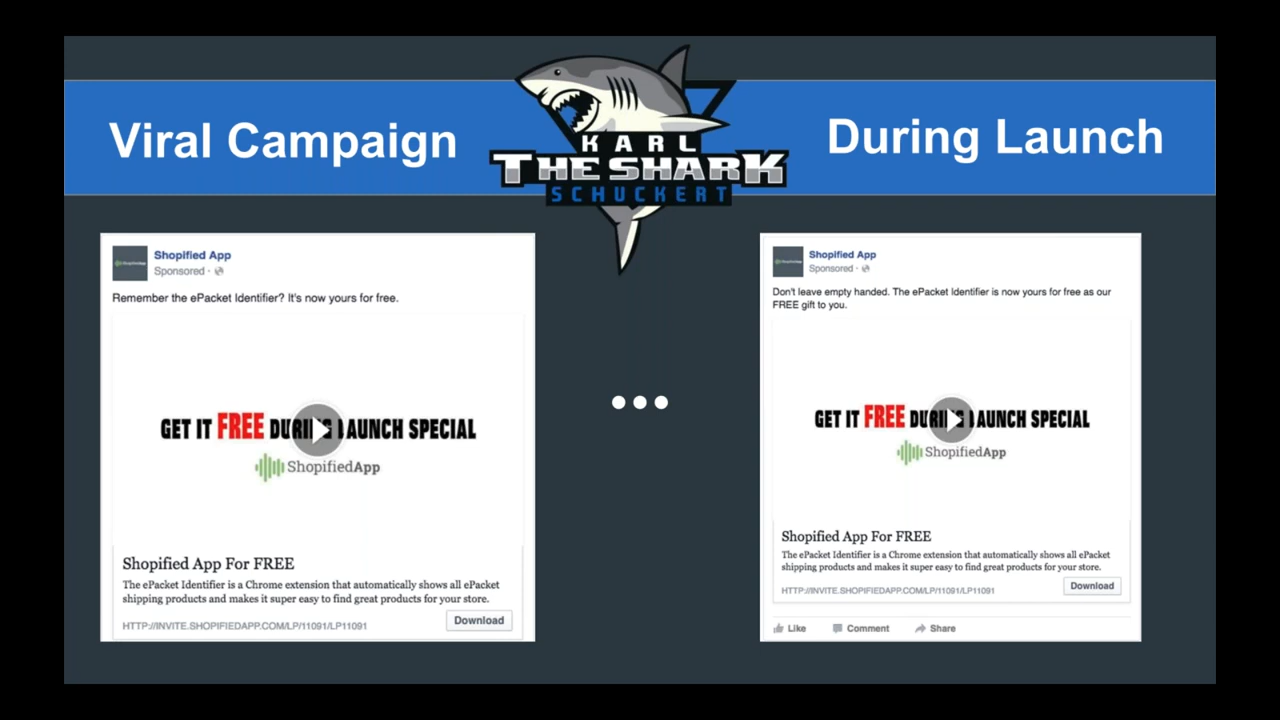 Viral Campaign
KARL
THE SHARK
SCHUCKERT
During Launch
Shopified App
Sponsored ·
Remember the ePacket Identifier? It's now yours for free.
GET IT FREE DURING LAUNCH SPECIAL
ShopifiedApp
Shopified App For FREE
The ePacket Identifier is a Chrome extension that automatically shows all ePacket
shipping products and makes it super easy to find great products for your store.
HTTP://INVITE.SHOPIFIEDAPP.COM/LP/11091/LP11091
Download
...
Shopified App
Sponsored ·
Don't leave empty handed. The ePacket Identifier is now yours for free as our
FREE gift to you.
GET IT FREE DURING LAUNCH SPECIAL
ShopifiedApp
Shopified App For FREE
The ePacket Identifier is a Chrome extension that automatically shows all ePacket
shipping products and makes it super easy to find great products for your store.
HTTP://INVITE.SHOPIFIEDAPP.COM/LP/11091/LP11091
Download
Like Comment Share